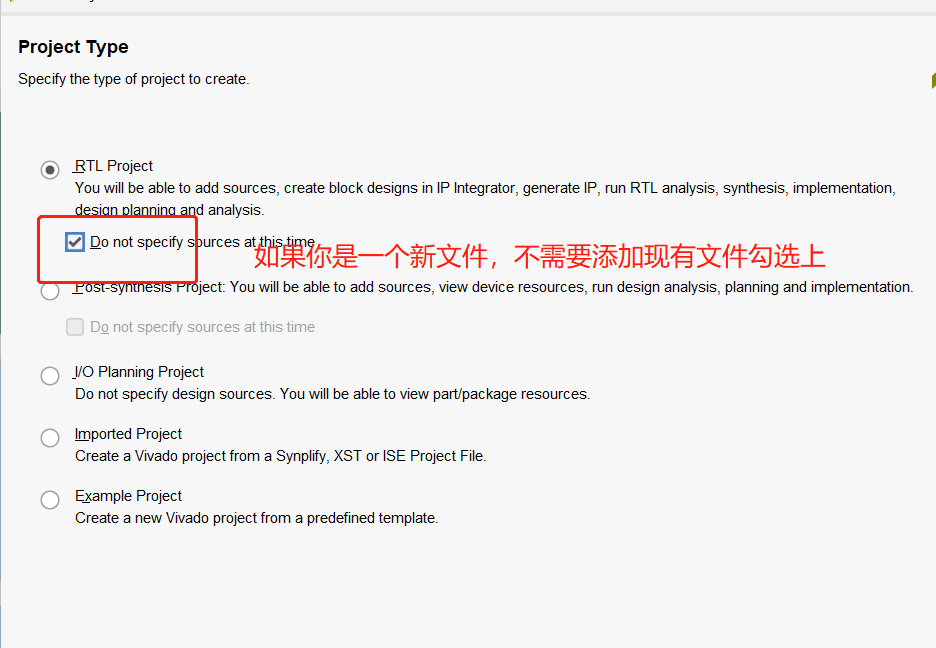 Project Type
Specify the type of project to create.
RTL Project
You will be able to add sources, create block designs in IP Integrator, generate IP, run RTL analysis, synthesis, implementation,
design planning and analysis.
Do not specify sources at this time
如果你是一个新文件，不需要添加现有文件勾选上
Post-synthesis Project: You will be able to add sources, view device resources, run design analysis, planning and implementation.
Do not specify sources at this time
I/O Planning Project
Do not specify design sources. You will be able to view part/package resources.
Imported Project
Create a Vivado project from a Synplify, XST or ISE Project File.
Example Project
Create a new Vivado project from a predefined template.